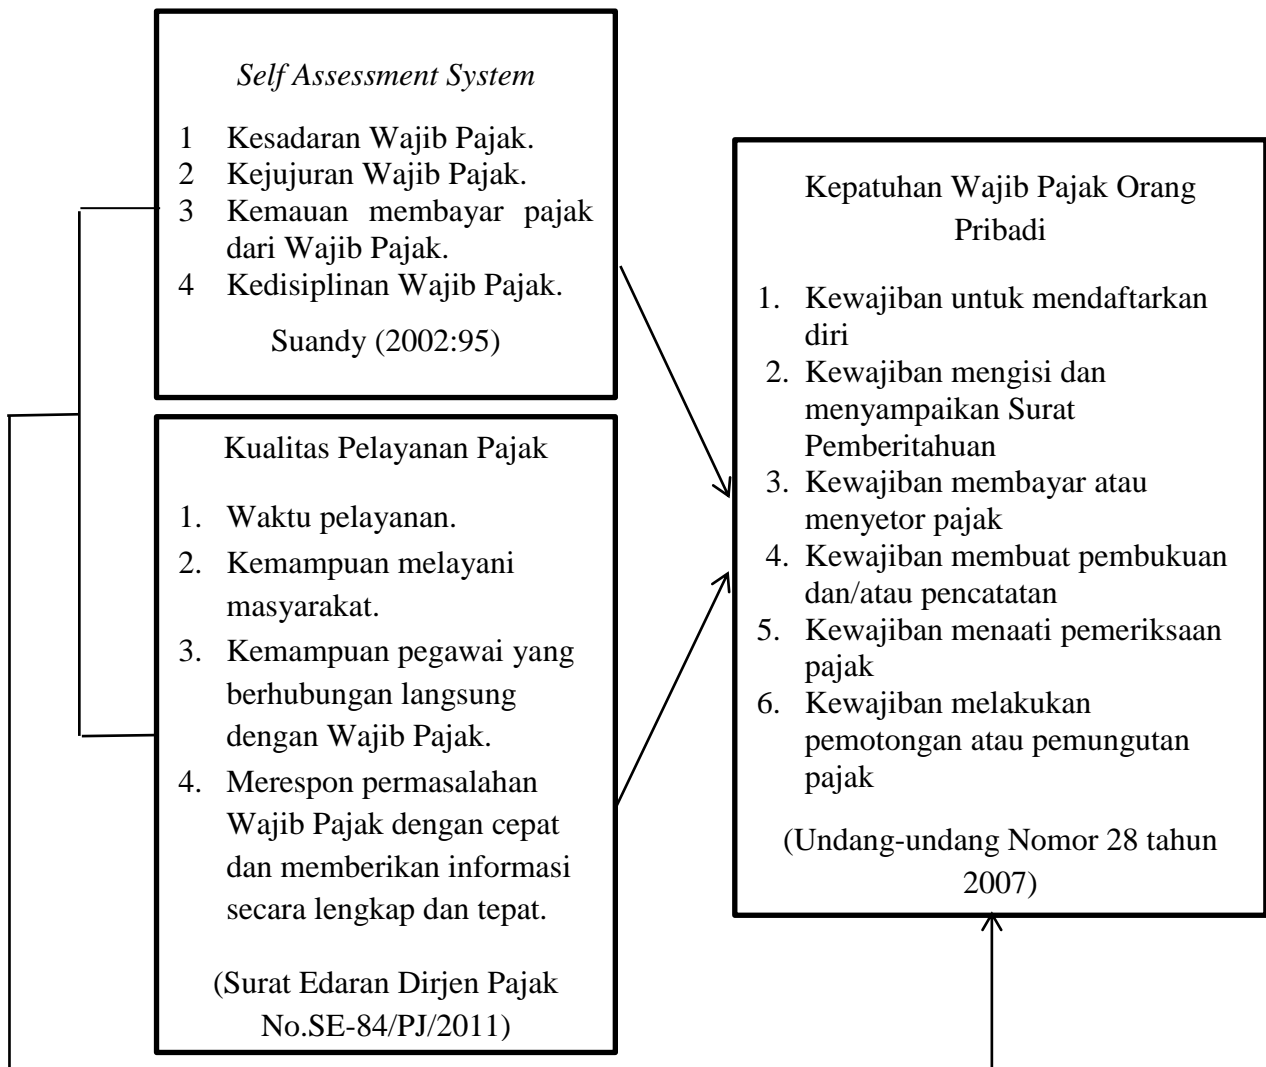 Self Assessment System
1 Kesadaran Wajib Pajak.
2 Kejujuran Wajib Pajak.
3 Kemauan membayar pajak
dari Wajib Pajak.
4 Kedisiplinan Wajib Pajak.
Suandy (2002:95)
Kualitas Pelayanan Pajak
1. Waktu pelayanan.
2. Kemampuan melayani
masyarakat.
3. Kemampuan pegawai yang
berhubungan langsung
dengan Wajib Pajak.
4. Merespon permasalahan
Wajib Pajak dengan cepat
dan memberikan informasi
secara lengkap dan tepat.
(Surat Edaran Dirjen Pajak
No.SE-84/PJ/2011)
Kepatuhan Wajib Pajak Orang
Pribadi
1. Kewajiban untuk mendaftarkan
diri
2. Kewajiban mengisi dan
menyampaikan Surat
Pemberitahuan
3. Kewajiban membayar atau
menyetor pajak
4. Kewajiban membuat pembukuan
dan/atau pencatatan
5. Kewajiban menaati pemeriksaan
pajak
6. Kewajiban melakukan
pemotongan atau pemungutan
pajak
(Undang-undang Nomor 28 tahun
2007)